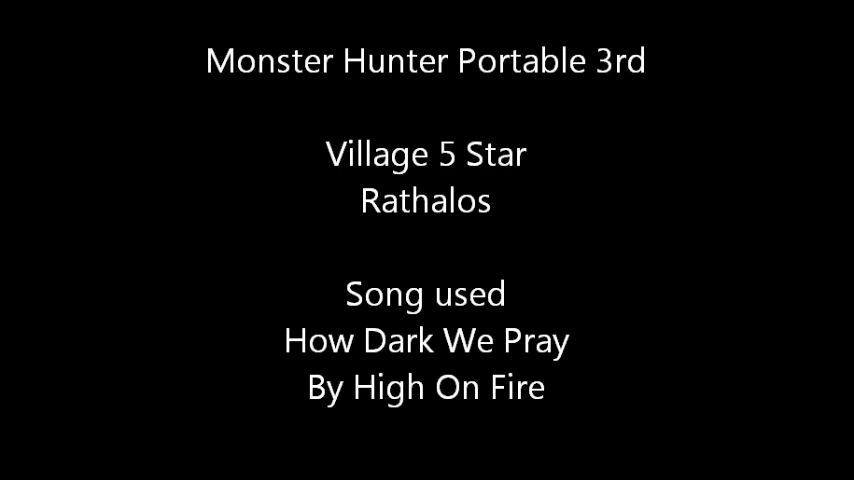 Monster Hunter Portable 3rd
Village 5 Star
Rathalos
Song used
How Dark We Pray
By High On Fire